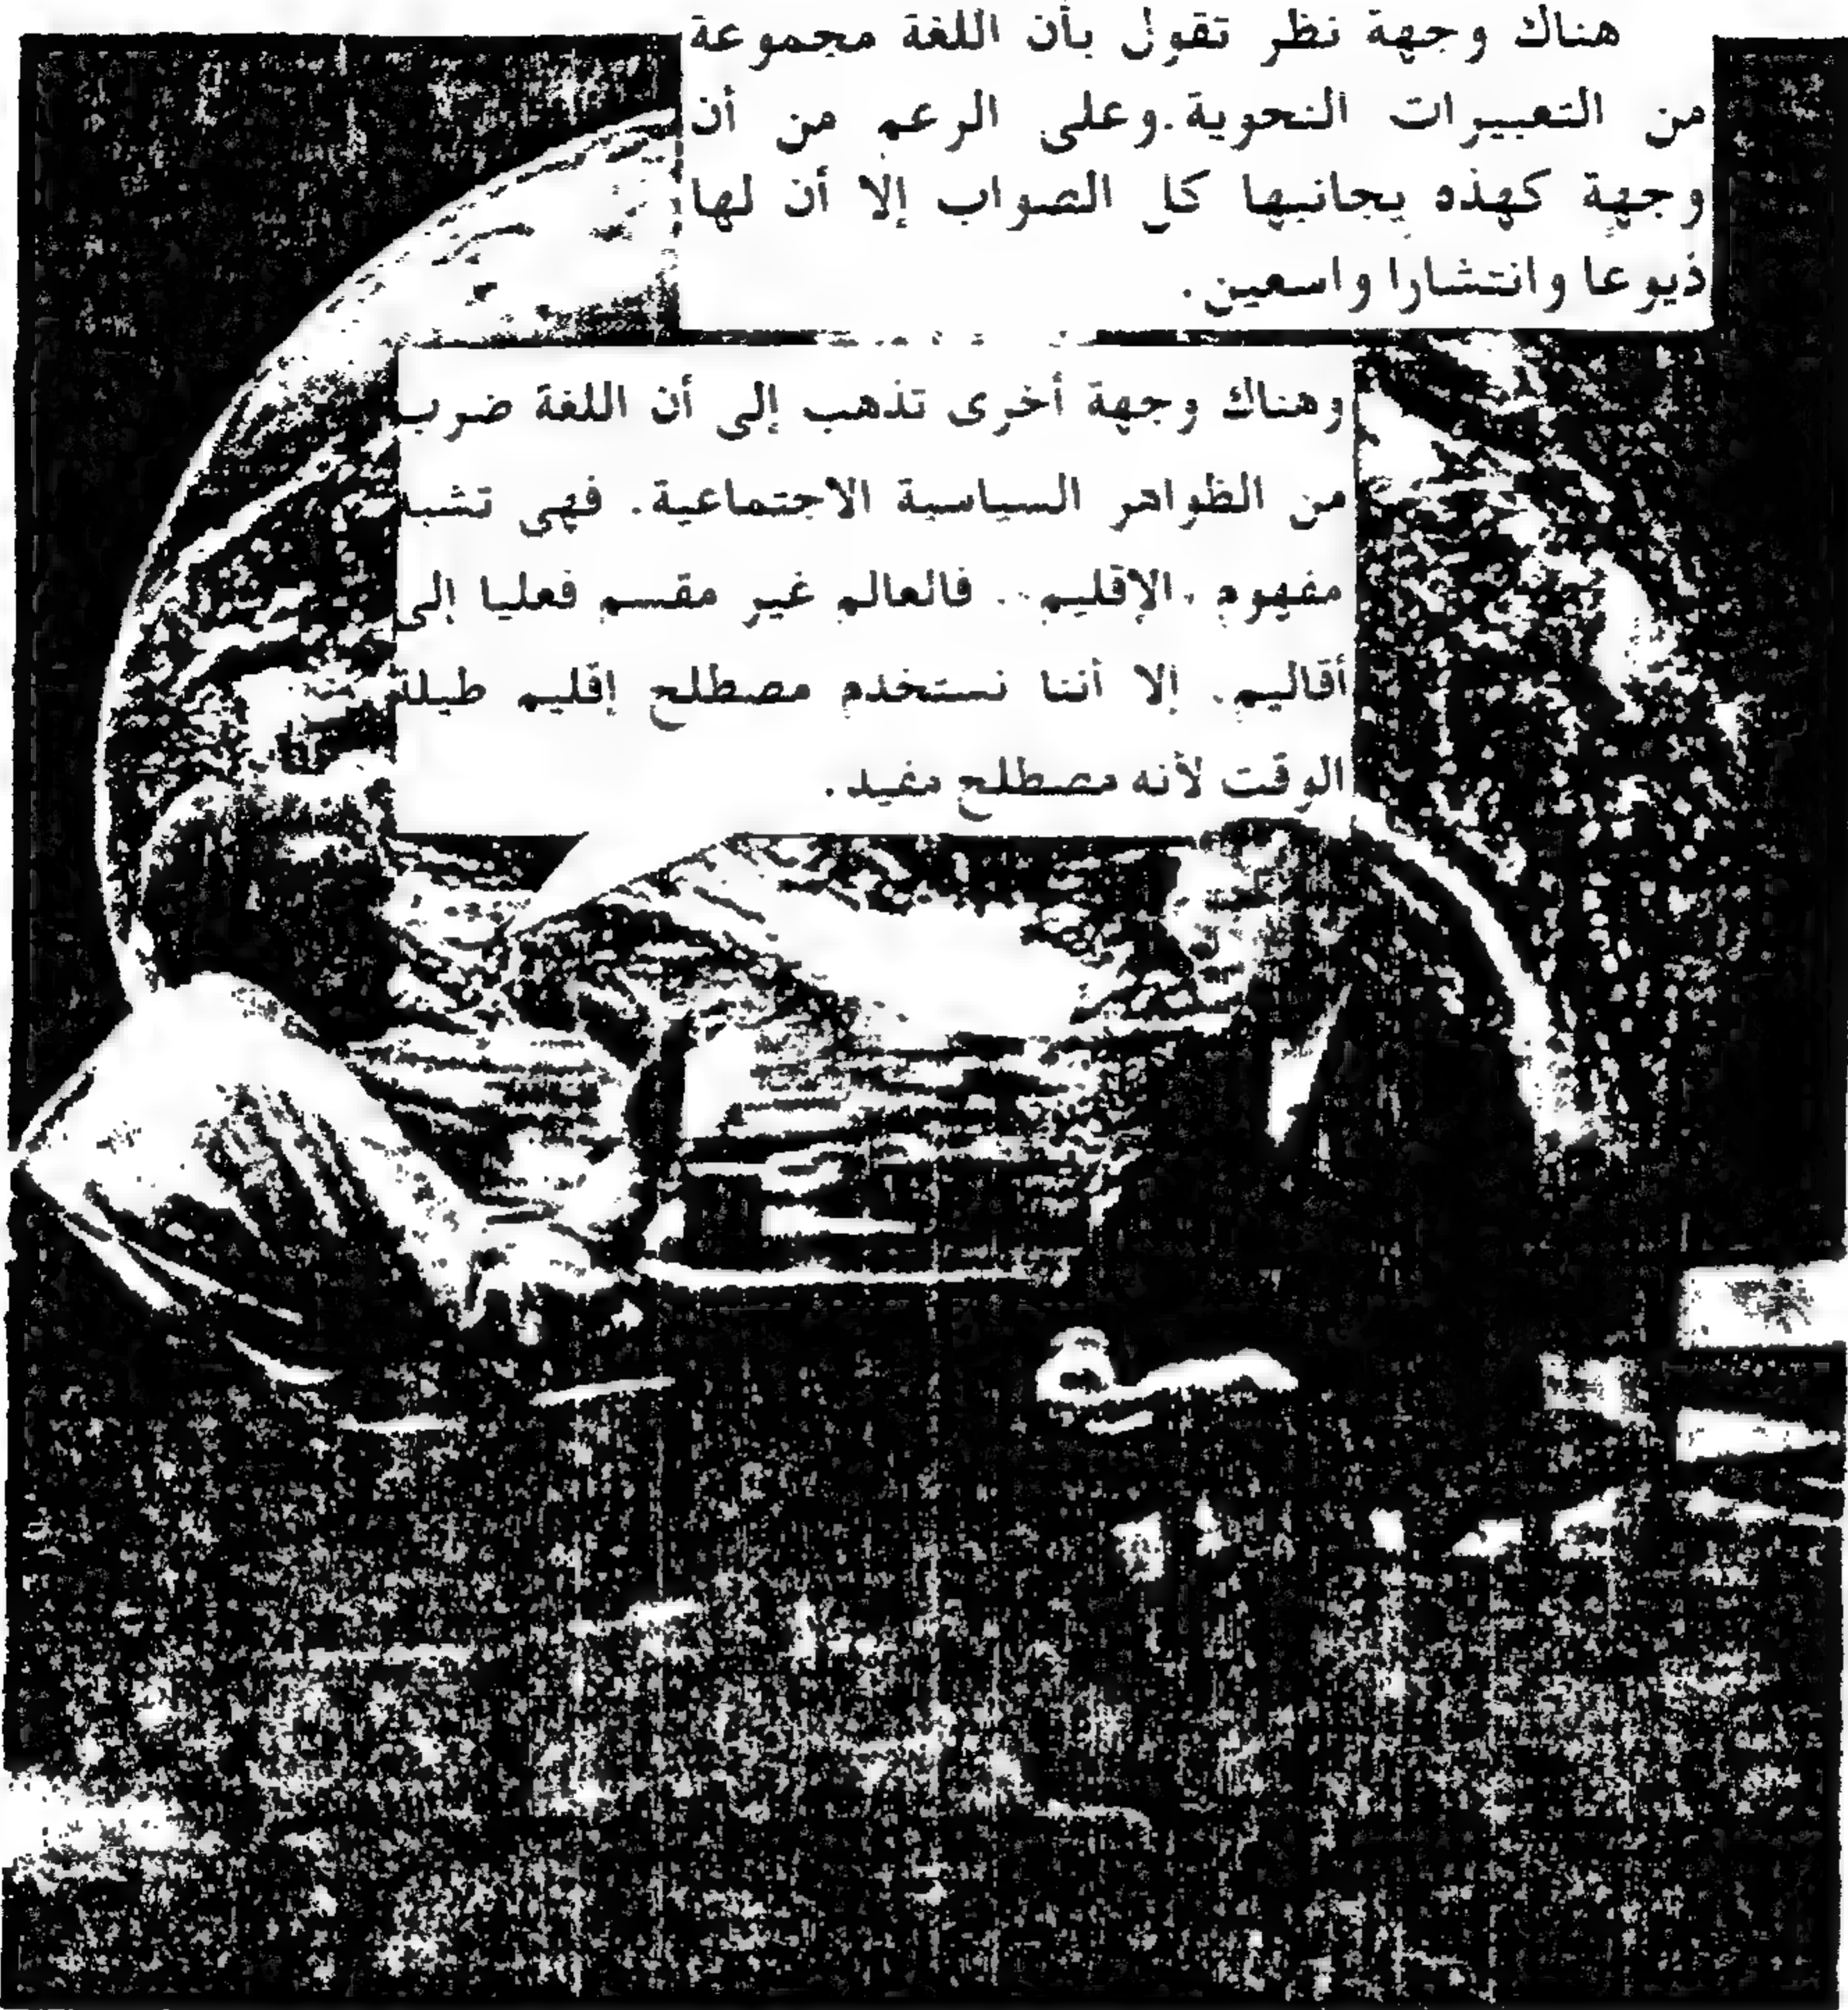 هناك وجهة نظر تقول بأن اللغة مجموعة
من التعبيرات النحوية. وعلى الرعم من أن
وجهة كهذه يجانبها كل الصواب إلا أن لها
ذيوعا وانتشارا واسعين.
وهناك وجهة أخرى تذهب إلى أن اللغة ضرب
من الظواهر السياسية الاجتماعية. فهى تشبه
مفهوم «الإقليم». فالعالم غير مقسم فعليا إلى
أقاليم. إلا أننا نستخدم مصطلح إقليم طيلة
الوقت لأنه مصطلح مفيد.